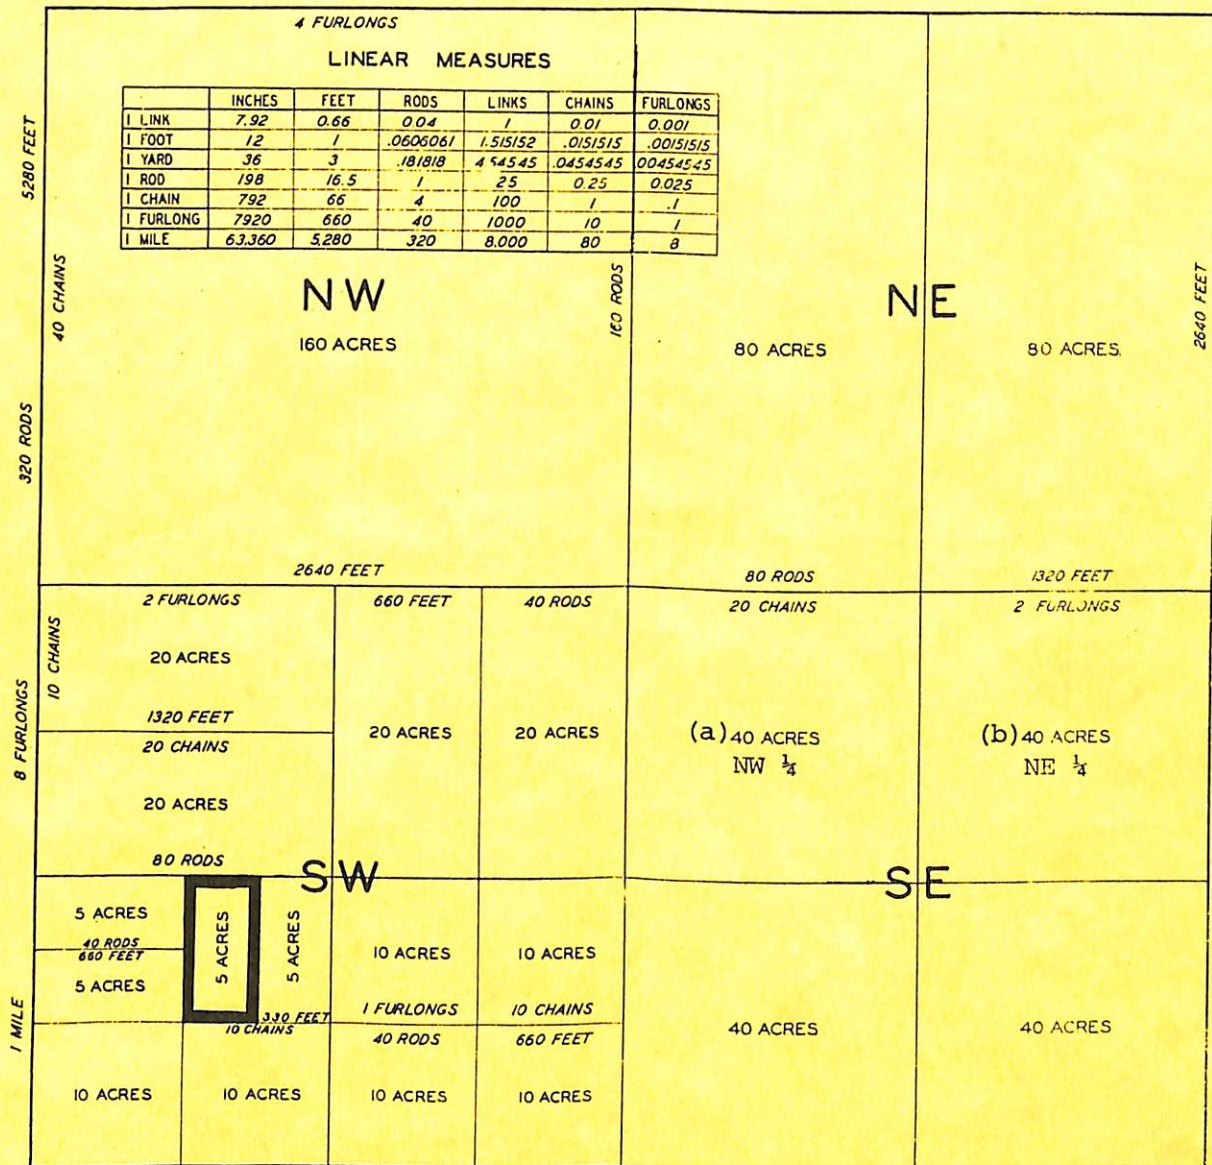 4 FURLONGS
LINEAR MEASURES
INCHES FEET RODS LINKS CHAINS FURLONGS
1 LINK 7.92 0.66 0.04 1 0.01 0.001
1 FOOT 12 1 .0606061 1.515152 .0151515 .00151515
1 YARD 36 3 .181818 4.54545 .0454545 00454545
1 ROD 198 16.5 1 25 0.25 0.025
1 CHAIN 792 66 4 100 1 .1
1 FURLONG 7920 660 40 1000 10 1
1 MILE 63,360 5,280 320 8,000 80 8
5280 FEET
40 CHAINS
320 RODS
NW
160 ACRES
160 RODS
NE
80 ACRES
80 ACRES.
2640 FEET
2640 FEET
80 RODS
1320 FEET
2 FURLONGS
660 FEET
40 RODS
20 CHAINS
2 FURLONGS
10 CHAINS
8 FURLONGS
20 ACRES
1320 FEET
20 CHAINS
20 ACRES
80 RODS
20 ACRES
20 ACRES
(a) 40 ACRES
NW ¼
(b) 40 ACRES
NE ¼
SW
SE
5 ACRES
40 RODS
660 FEET
5 ACRES
5 ACRES
5 ACRES
330 FEET
10 CHAINS
10 ACRES
10 ACRES
1 FURLONGS
10 CHAINS
40 RODS
660 FEET
40 ACRES
40 ACRES
1 MILE
10 ACRES
10 ACRES
10 ACRES
10 ACRES